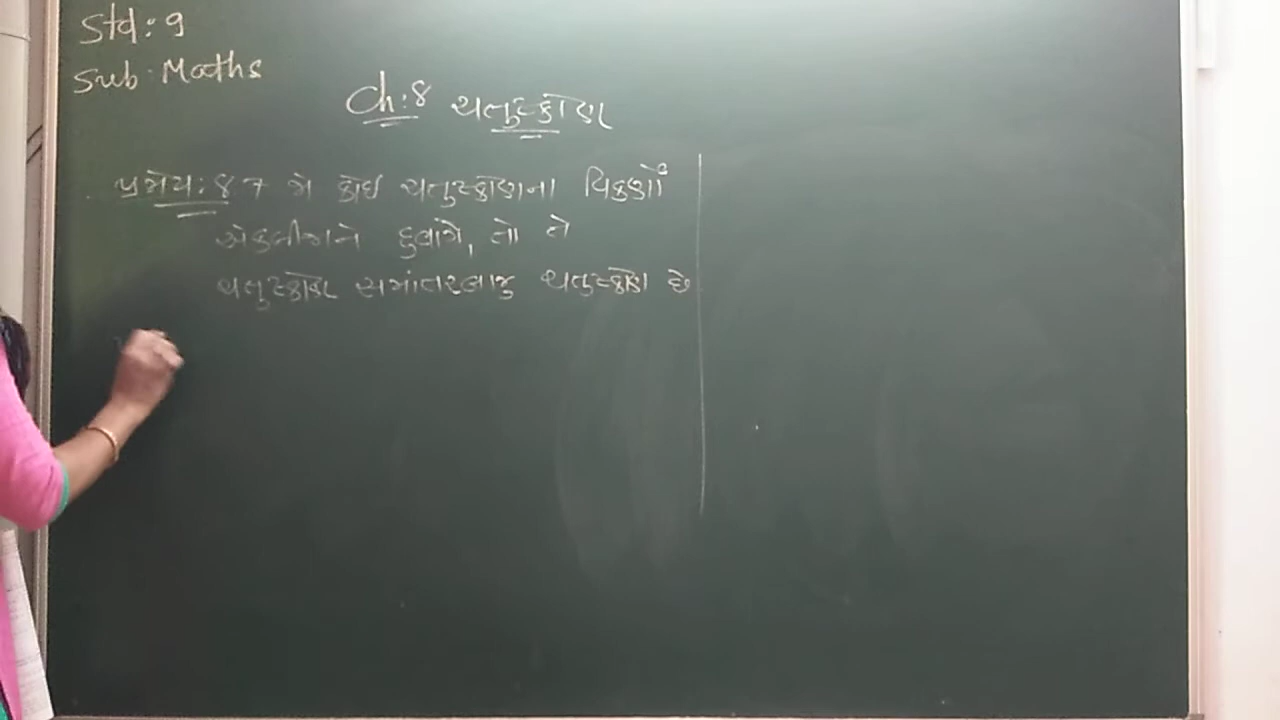 Std: 9
Sub: Maths
Ch: 8 ચતુષ્કોણ
પ્રમેય: 8 7 જો કોઈ ચતુષ્કોણના વિકર્ણો
એકબીજાને દુભાગે, તો તે
ચતુષ્કોણ સમાંતરબાજુ ચતુષ્કોણ છે